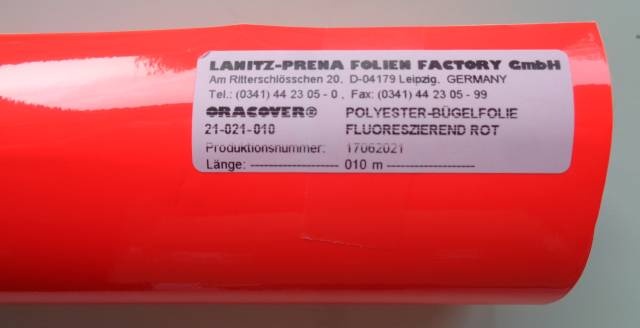 LANITZ-PRENA FOLIEN FACTORY GmbH
Am Ritterschlösschen 20, D-04179 Leipzig, GERMANY
Tel.: (0341) 44 23 05 - 0 , Fax: (0341) 44 23 05 - 99
ORACOVER® POLYESTER-BÜGELFOLIE
21-021-010 FLUORESZIEREND ROT
Produktionsnummer: 17062021
Länge: -------------------- 010 m --------------------